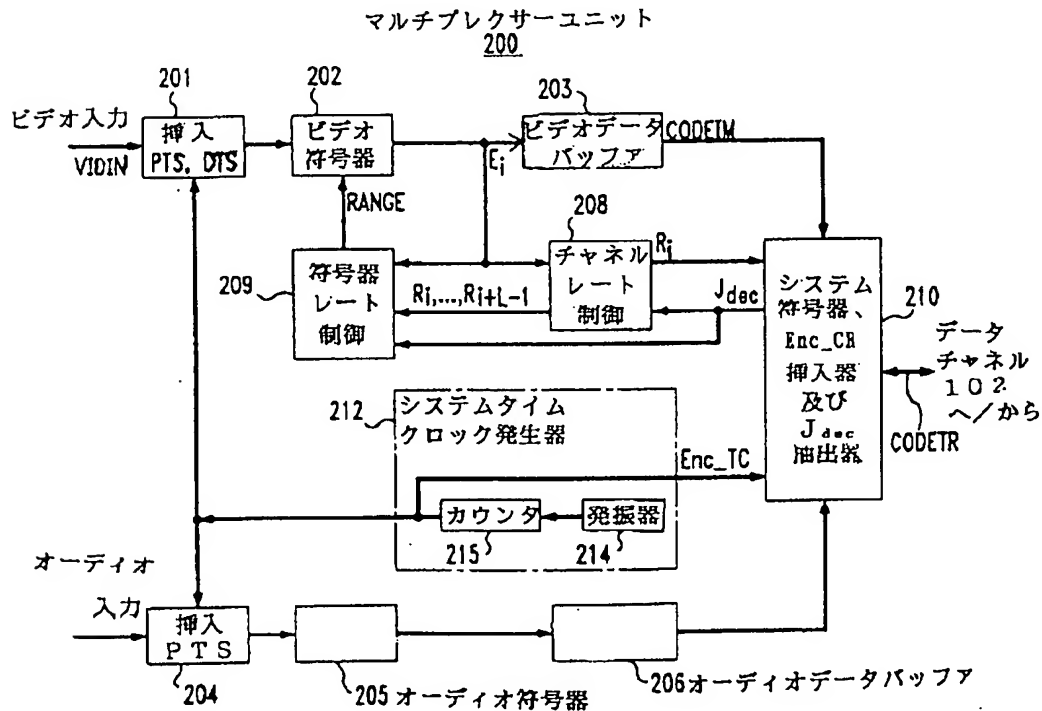 マルチプレクサーユニット
200
201
202
203
ビデオ入力
VIDIN
挿入
PTS, DTS
ビデオ
符号器
Ei
ビデオデータ
バッファ
CODETM
RANGE
208
209
符号器
レート
制御
Ri,...,Ri+L-1
チャネル
レート
制御
Ri
Jdec
システム
符号器、
Enc_CR
挿入器
及び
Jdec
抽出器
210
データ
チャネル
102
へ/から
CODETR
212
システムタイム
クロック発生器
Enc_TC
カウンタ
発振器
215
214
オーディオ
入力
挿入
PTS
204
205オーディオ符号器
206オーディオデータバッファ